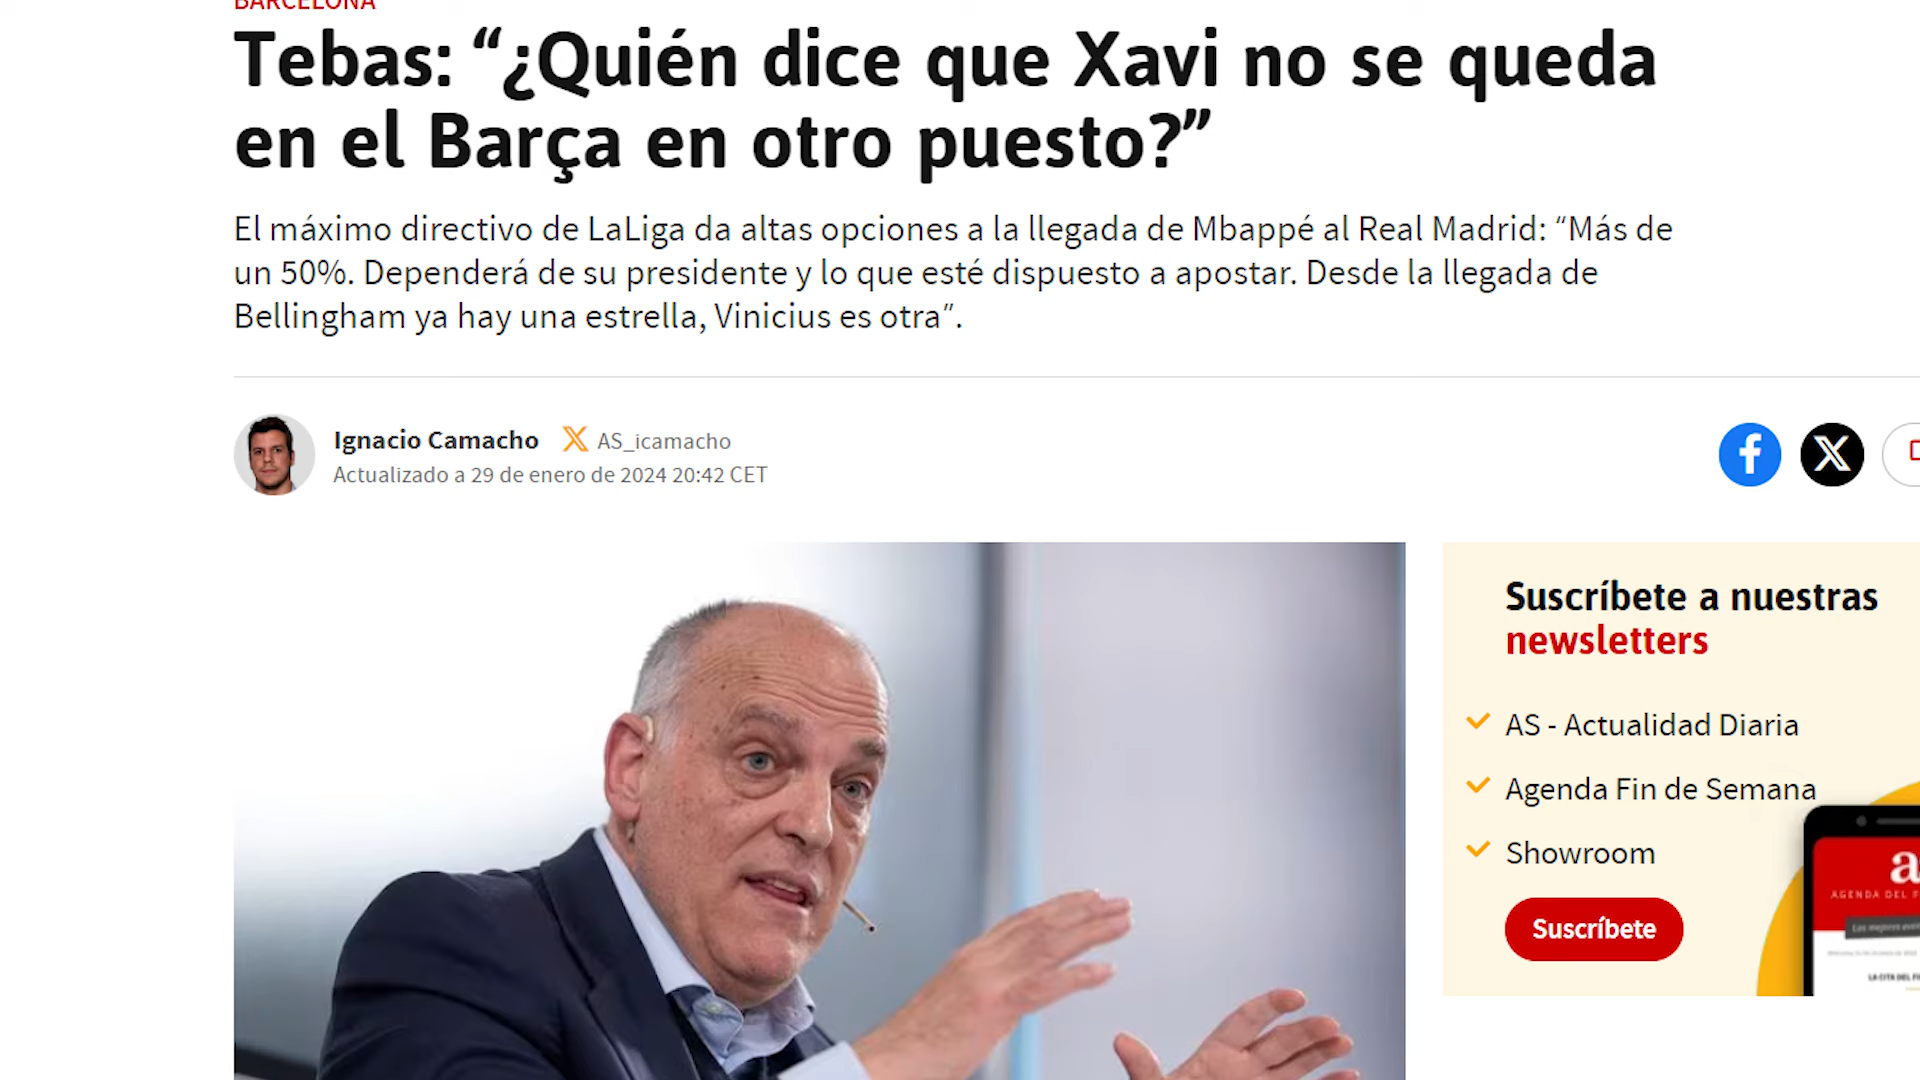 BARCELONA
Tebas: “¿Quién dice que Xavi no se queda
en el Barça en otro puesto?”
El máximo directivo de LaLiga da altas opciones a la llegada de Mbappé al Real Madrid: “Más de
un 50%. Dependerá de su presidente y lo que esté dispuesto a apostar. Desde la llegada de
Bellingham ya hay una estrella, Vinicius es otra”.
Ignacio Camacho AS_icamacho
Actualizado a 29 de enero de 2024 20:42 CET
Suscríbete a nuestras
newsletters
AS - Actualidad Diaria
Agenda Fin de Semana
Showroom
Suscríbete
AGENDA DEL